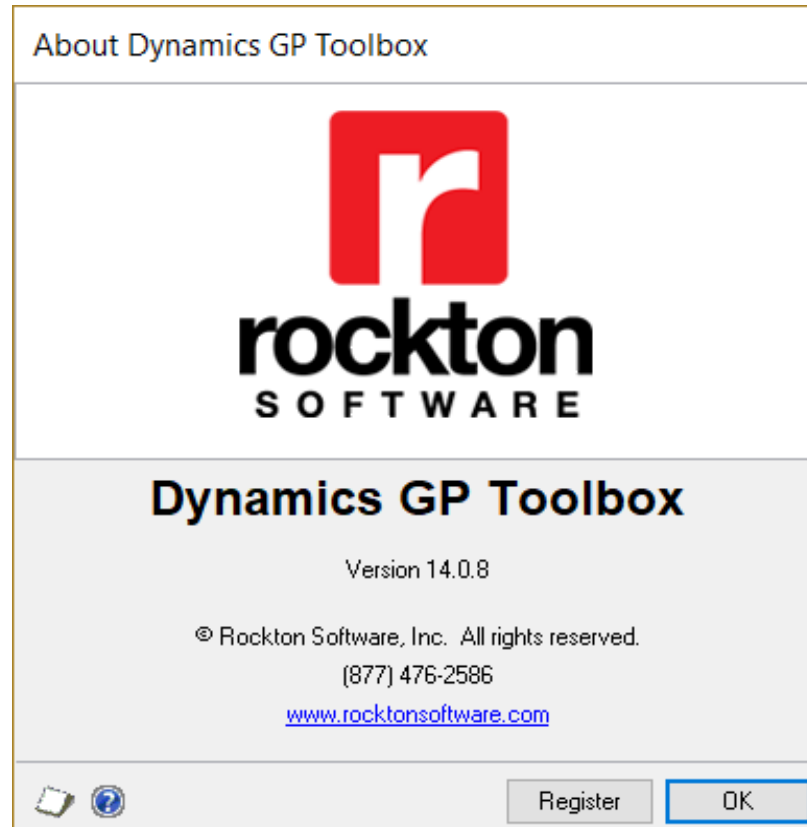 About Dynamics GP Toolbox
r
rockton
SOFTWARE
Dynamics GP Toolbox
Version 14.0.8
© Rockton Software, Inc.  All rights reserved.
(877) 476-2586
www.rocktonsoftware.com
? Register OK